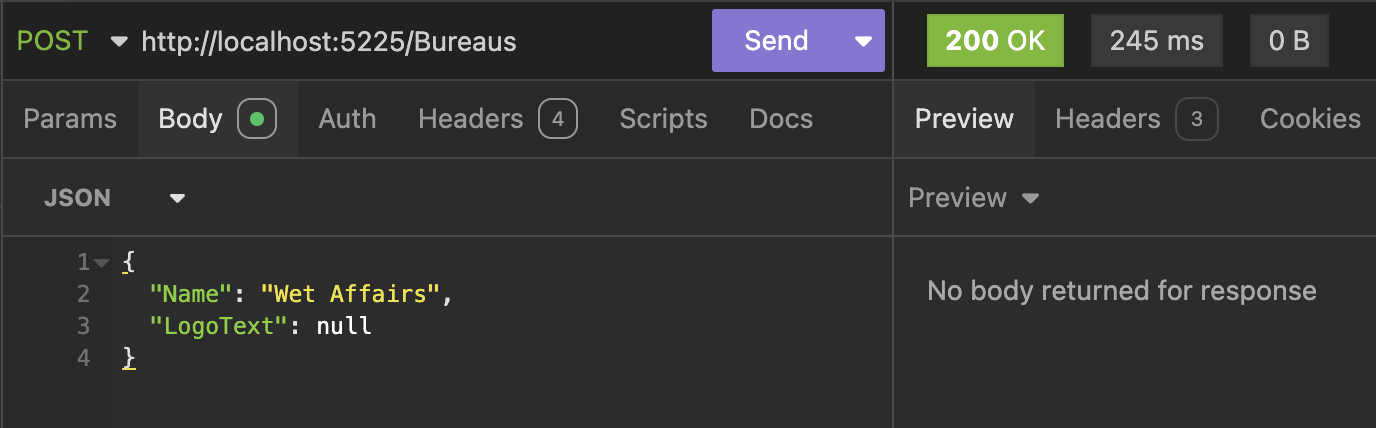 POST http://localhost:5225/Bureaus Send 200 OK 245 ms 0 B
Params Body Auth Headers 4 Scripts Docs Preview Headers 3 Cookies
JSON Preview
1 {
2 "Name": "Wet Affairs",
3 "LogoText": null
4 }
No body returned for response